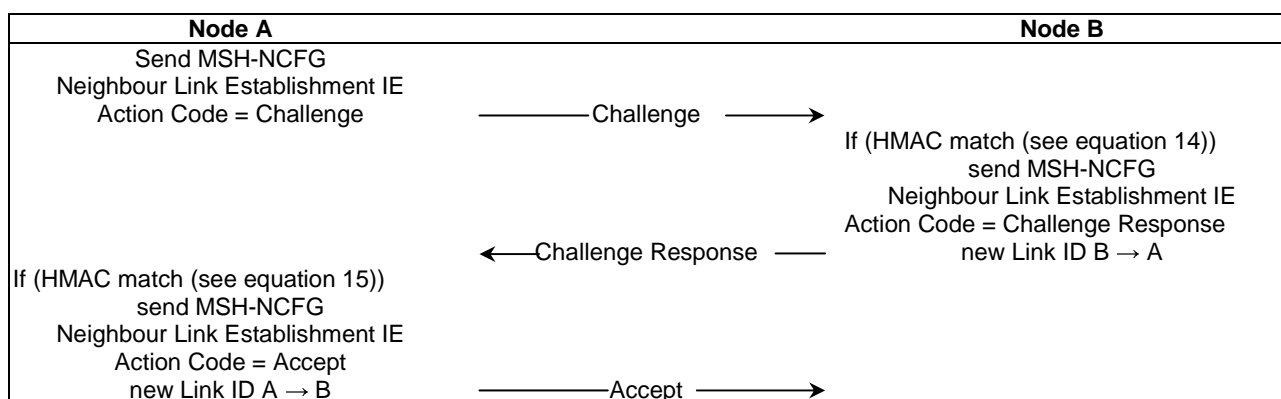 Node A Node B
Send MSH-NCFG
Neighbour Link Establishment IE
Action Code = Challenge Challenge
If (HMAC match (see equation 14))
send MSH-NCFG
Neighbour Link Establishment IE
Action Code = Challenge Response
Challenge Response new Link ID B → A
If (HMAC match (see equation 15))
send MSH-NCFG
Neighbour Link Establishment IE
Action Code = Accept
new Link ID A → B Accept